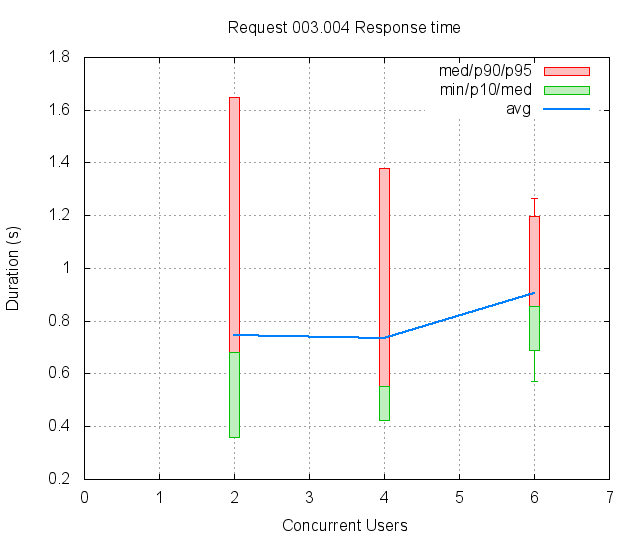 Request 003.004 Response time
med/p90/p95
min/p10/med
avg
Duration (s)
1.8
1.6
1.4
1.2
1
0.8
0.6
0.4
0.2
0 1 2 3 4 5 6 7
Concurrent Users